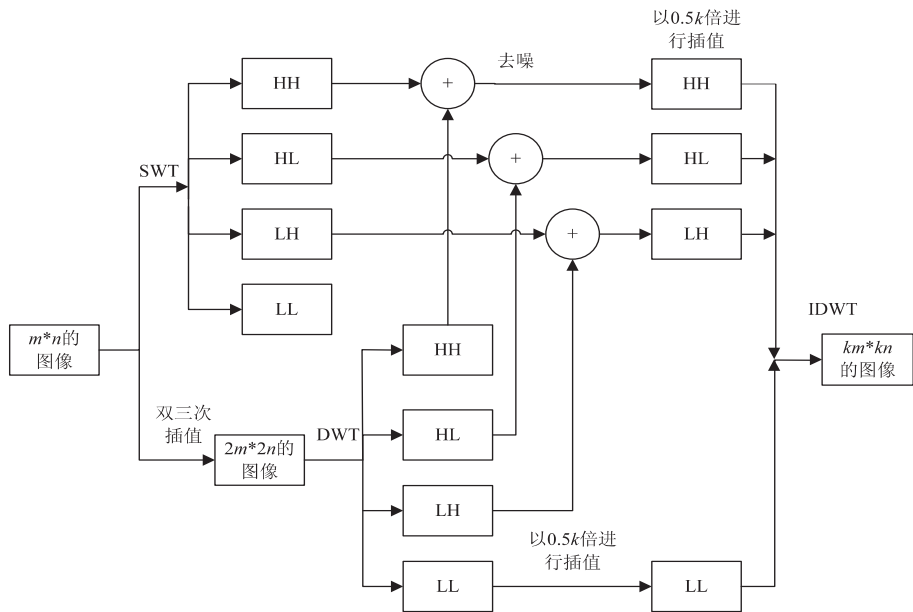 以0.5k倍进
行插值
去噪
HH
+
HH
HL
+
HL
SWT
LH
+
LH
LL
IDWT
m*n的
图像
HH
km*kn
的图像
双三次
插值
DWT
HL
2m*2n的
图像
LH
以0.5k倍进
行插值
LL
LL